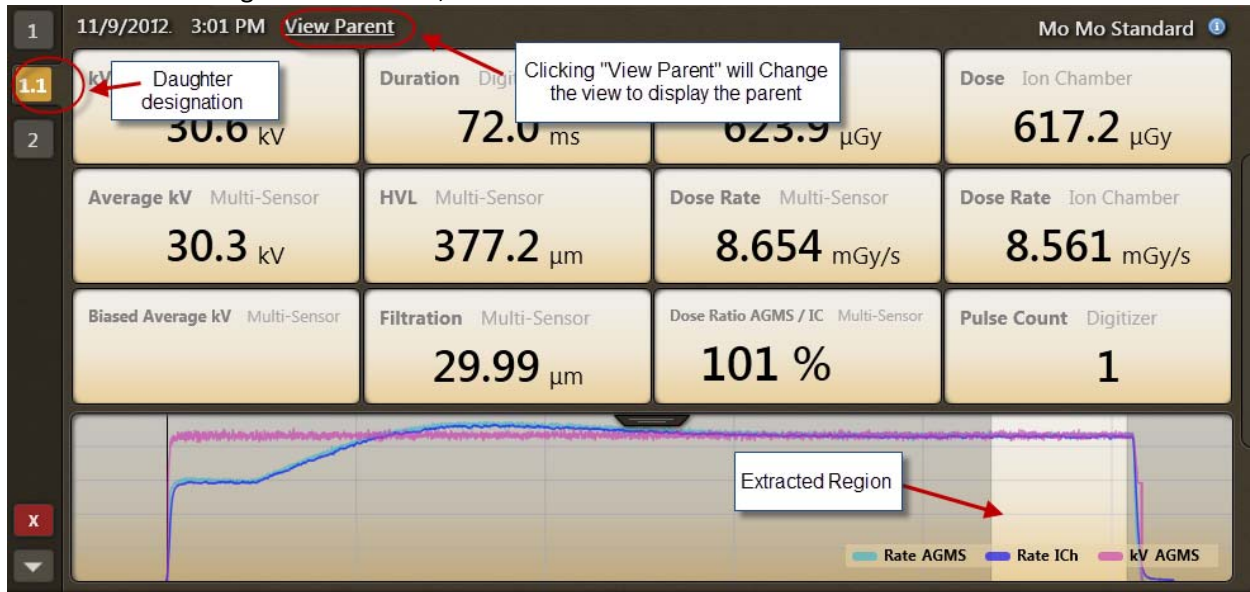 1
11/9/2012. 3:01 PM View Parent
Mo Mo Standard
1.1
2
kV
Daughter
designation
30.6 kV
Duration
72.0 ms
Clicking "View Parent" will Change
the view to display the parent
623.9 µGy
Dose Ion Chamber
617.2 µGy
Average kV Multi-Sensor
30.3 kV
HVL Multi-Sensor
377.2 µm
Dose Rate Multi-Sensor
8.654 mGy/s
Dose Rate Ion Chamber
8.561 mGy/s
Biased Average kV Multi-Sensor
Filtration Multi-Sensor
29.99 µm
Dose Ratio AGMS / IC Multi-Sensor
101 %
Pulse Count Digitizer
1
Extracted Region
Rate AGMS Rate ICh kV AGMS
X